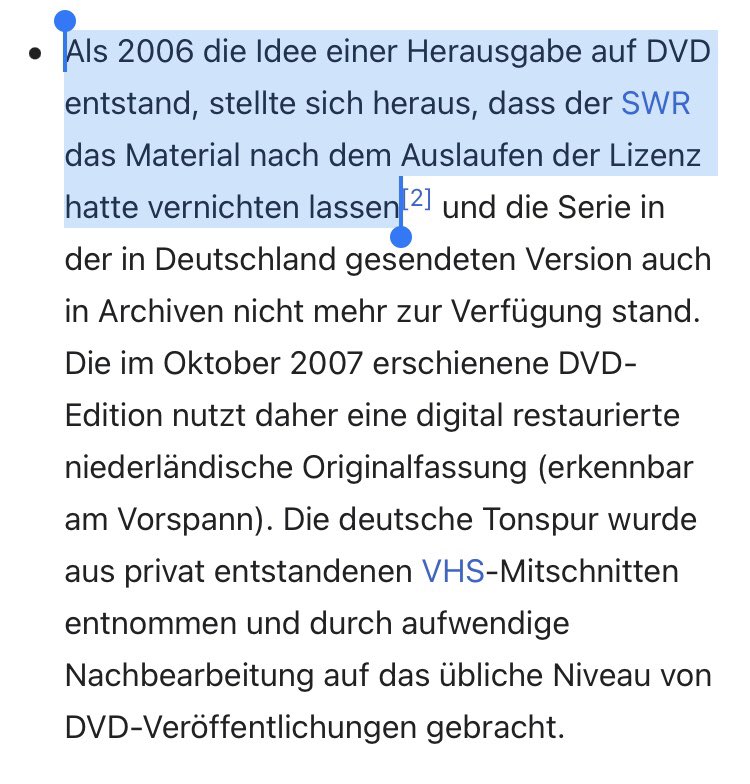 • Als 2006 die Idee einer Herausgabe auf DVD
entstand, stellte sich heraus, dass der SWR
das Material nach dem Auslaufen der Lizenz
hatte vernichten lassen[2] und die Serie in
der in Deutschland gesendeten Version auch
in Archiven nicht mehr zur Verfügung stand.
Die im Oktober 2007 erschienene DVD-
Edition nutzt daher eine digital restaurierte
niederländische Originalfassung (erkennbar
am Vorspann). Die deutsche Tonspur wurde
aus privat entstandenen VHS-Mitschnitten
entnommen und durch aufwendige
Nachbearbeitung auf das übliche Niveau von
DVD-Veröffentlichungen gebracht.